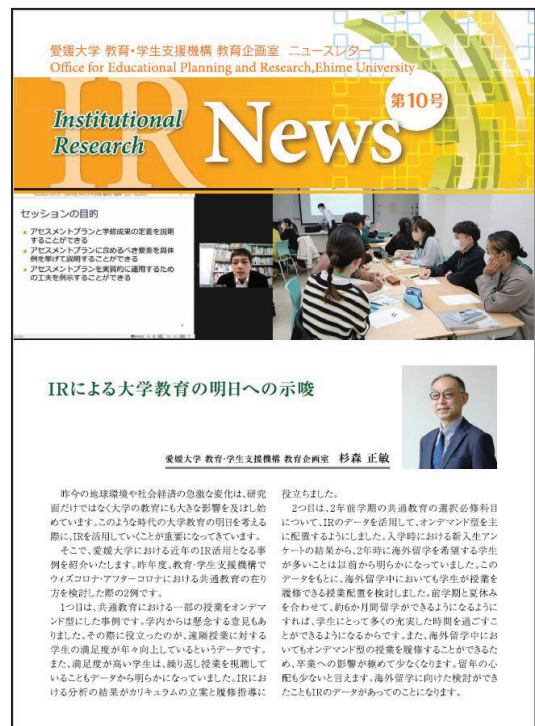 愛媛大学 教育・学生支援機構 教育企画室 ニュースレター
Office for Educational Planning and Research,Ehime University
IR
Institutional
Research
News
第10号
セッションの目的
アセスメントプランと学修成果の定義を説明
することができる
アセスメントプランに含めるべき要素を具体
例を挙げて説明することができる
アセスメントプランを実質的に運用するため
の工夫を例示することができる
IRによる大学教育の明日への示唆
愛媛大学 教育・学生支援機構 教育企画室 杉森 正敏
昨今の地球環境や社会経済の急激な変化は、研究
面だけではなく大学の教育にも大きな影響を及ぼし始
めています。このような時代の大学教育の明日を考える
際に、IRを活用していくことが重要になってきています。
そこで、愛媛大学における近年のIR活用となる事
例を紹介いたします。昨年度、教育・学生支援機構で
ウィズコロナ・アフターコロナにおける共通教育の在り
方を検討した際の2例です。
1つ目は、共通教育における一部の授業をオンデマ
ンド型にした事例です。学内からは懸念する意見もあ
りました。その際に役立ったのが、遠隔授業に対する
学生の満足度が年々向上しているというデータです。
また、満足度が高い学生は、繰り返し授業を視聴して
いることもデータから明らかになっていました。IRにお
ける分析の結果がカリキュラムの立案と履修指導に
役立ちました。
2つ目は、2年前学期の共通教育の選択必修科目
について、IRのデータを活用して、オンデマンド型を主
に配置するようにしました。入学時における新入生アン
ケートの結果から、2年時に海外留学を希望する学生
が多いことは以前から明らかになっていました。この
データをもとに、海外留学中においても学生が授業を
履修できる授業配置を検討しました。前学期と夏休み
を合わせて、約6か月間留学ができるようになるように
すれば、学生にとって多くの充実した時間を過ごすこ
とができるようになるからです。また、海外留学中にお
いてもオンデマンド型の授業を履修することができるた
め、卒業への影響が極めて少なくなります。留年の心
配も少ないと言えます。海外留学に向けた検討ができ
たこともIRのデータがあってのことになります。